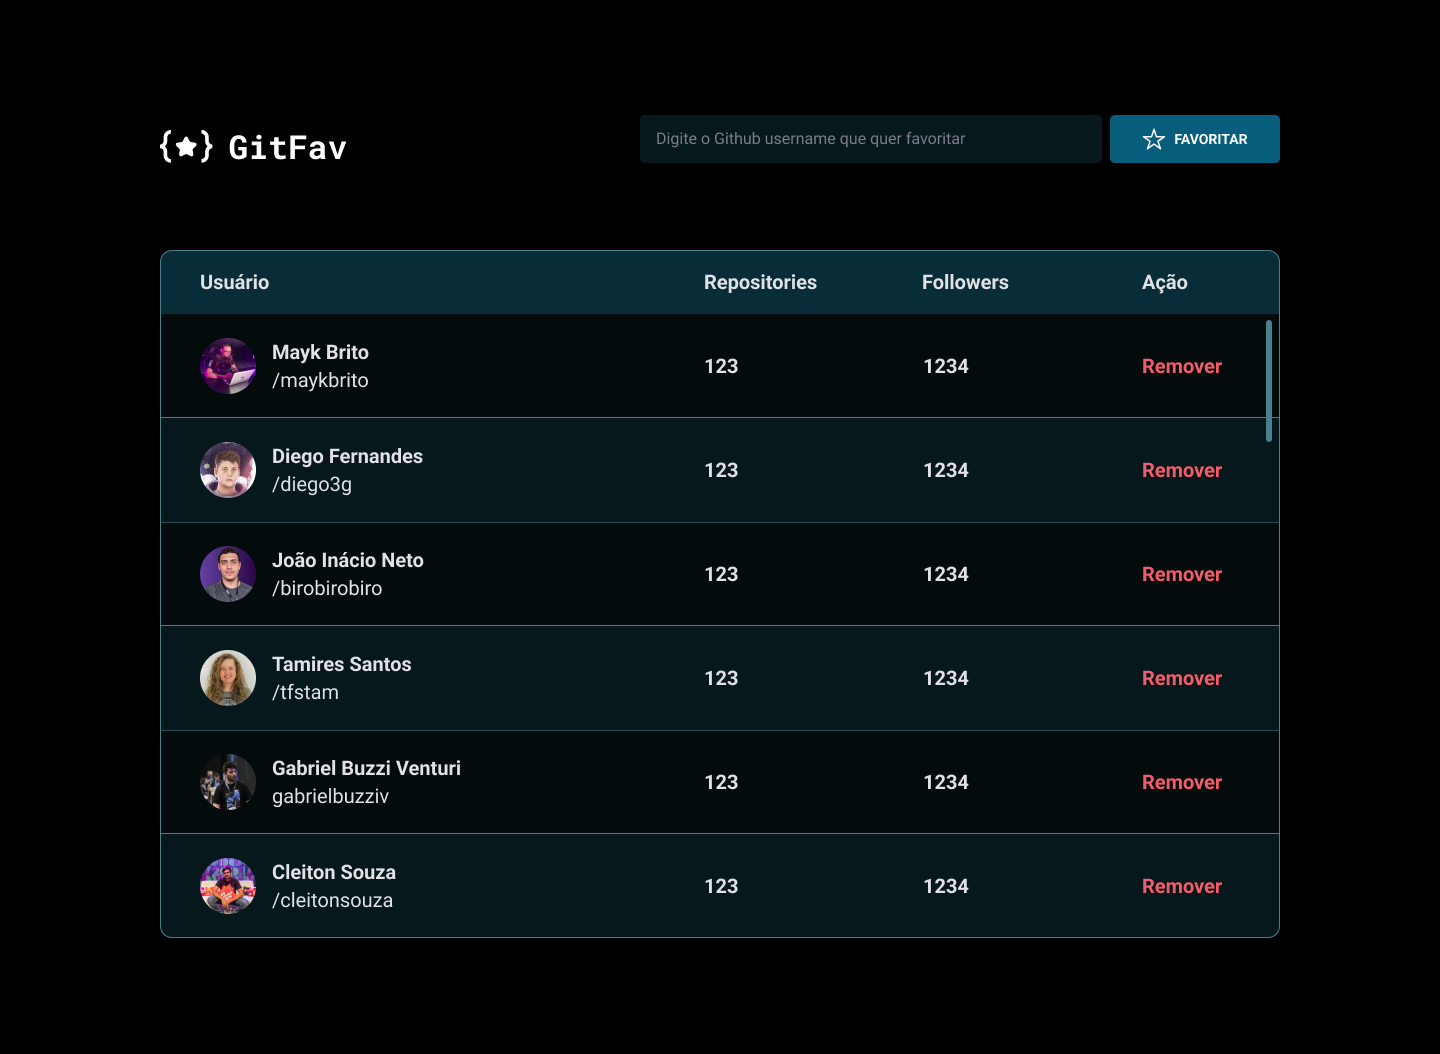 {★} GitFav
Digite o Github username que quer favoritar
FAVORITAR
Usuário Repositories Followers Ação
Mayk Brito
/maykbrito
123 1234 Remover
Diego Fernandes
/diego3g
123 1234 Remover
João Inácio Neto
/birobirobiro
123 1234 Remover
Tamires Santos
/tfstam
123 1234 Remover
Gabriel Buzzi Venturi
gabrielbuzziv
123 1234 Remover
Cleiton Souza
/cleitonsouza
123 1234 Remover